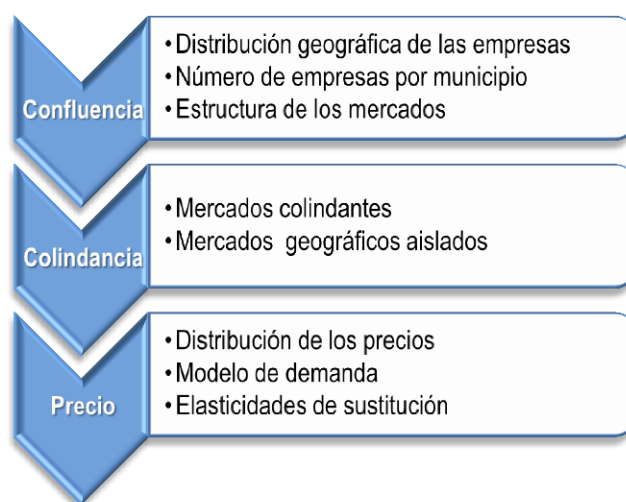 Confluencia
• Distribución geográfica de las empresas
• Número de empresas por municipio
• Estructura de los mercados
Colindancia
• Mercados colindantes
• Mercados geográficos aislados
Precio
• Distribución de los precios
• Modelo de demanda
• Elasticidades de sustitución